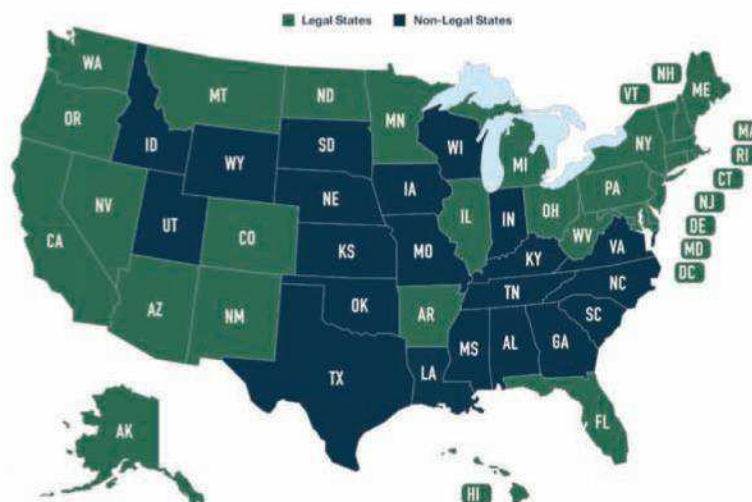 Legal States Non-Legal States
WA
MT
ND
MN
VT
NH
ME
OR
ID
WY
SD
WI
MI
NY
MA
RI
CT
NJ
DE
MD
DC
NV
UT
CO
NE
IA
IL
IN
OH
PA
WV
VA
CA
KS
MO
KY
NC
AZ
NM
OK
AR
TN
SC
TX
LA
MS
AL
GA
FL
AK
HI